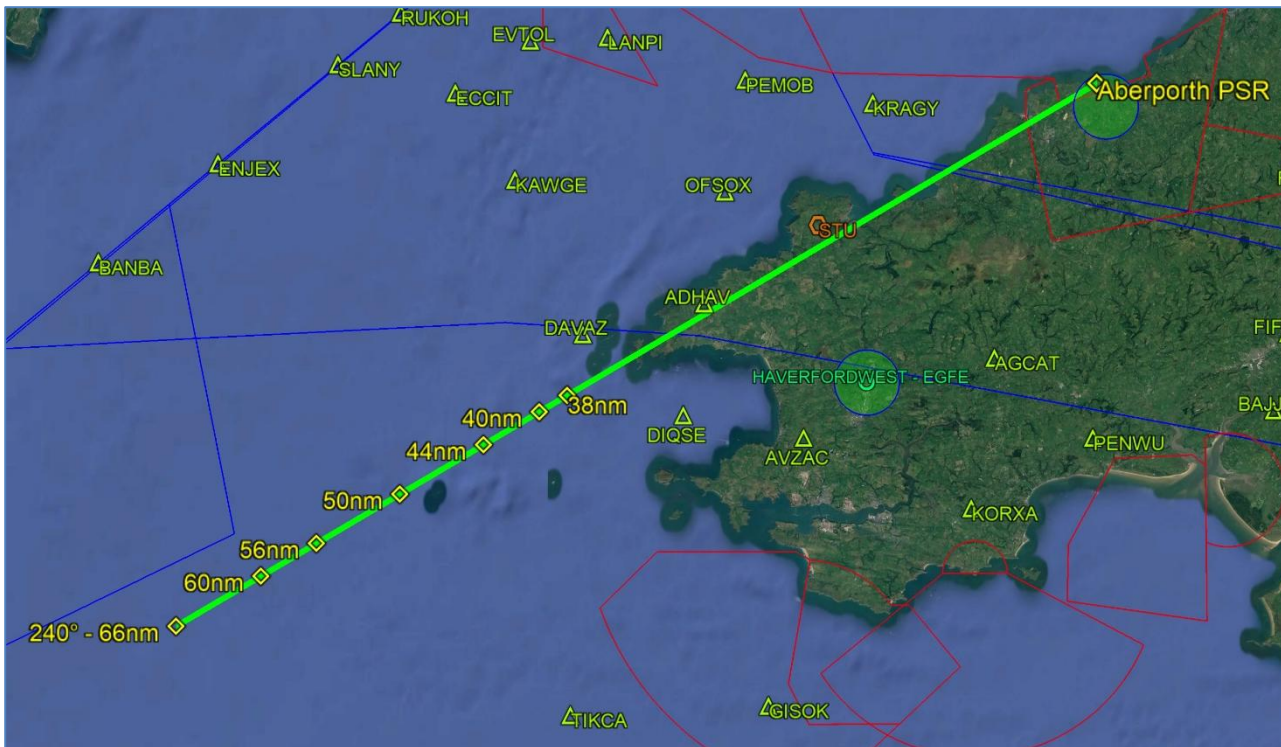 RUKOH
EVTOL
LANPI
SLANY
ECCIT
PEMOB
Aberporth PSR
KRAGY
ENJEX
KAWGE
OFSOX
STU
BANBA
ADHAV
DAVAZ
FIF
AGCAT
HAVERFORDWEST - EGFE
40nm
38nm
BAJJ
DIQSE
44nm
AVZAC
PENWU
50nm
KORXA
56nm
60nm
240° - 66nm
TIKCA
GISOK